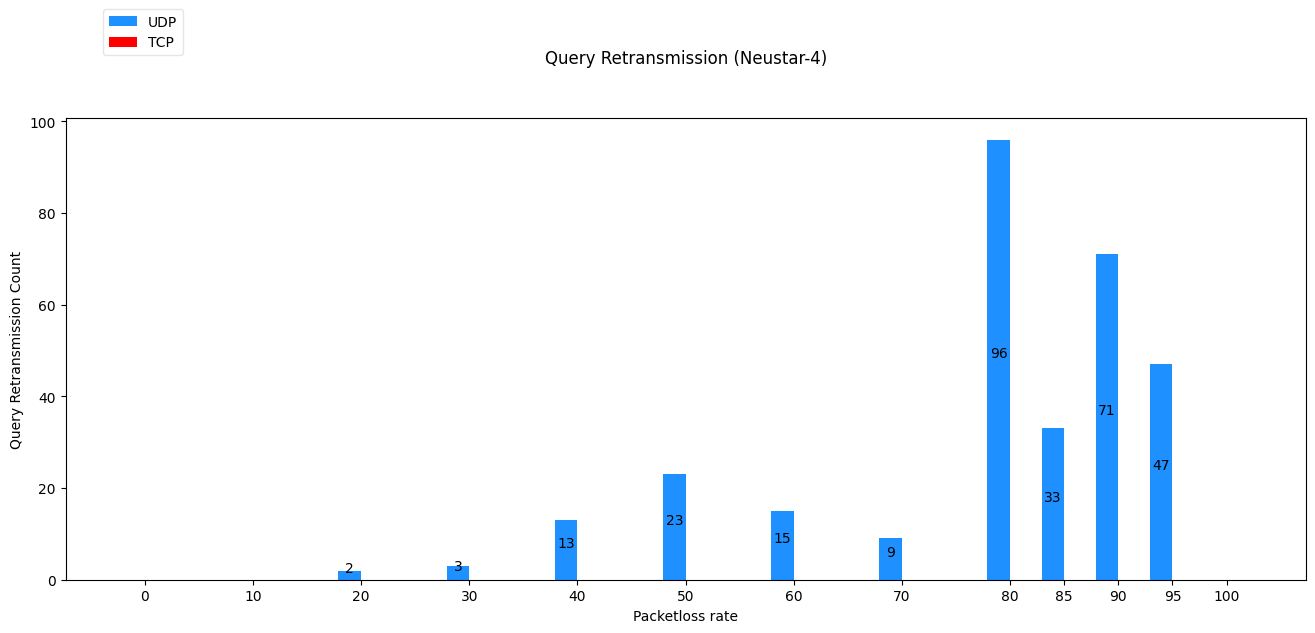 UDP
TCP
Query Retransmission (Neustar-4)
Query Retransmission Count
100
80
60
40
20
0
2
3
13
23
15
9
96
33
71
47
0 10 20 30 40 50 60 70 80 85 90 95 100
Packetloss rate